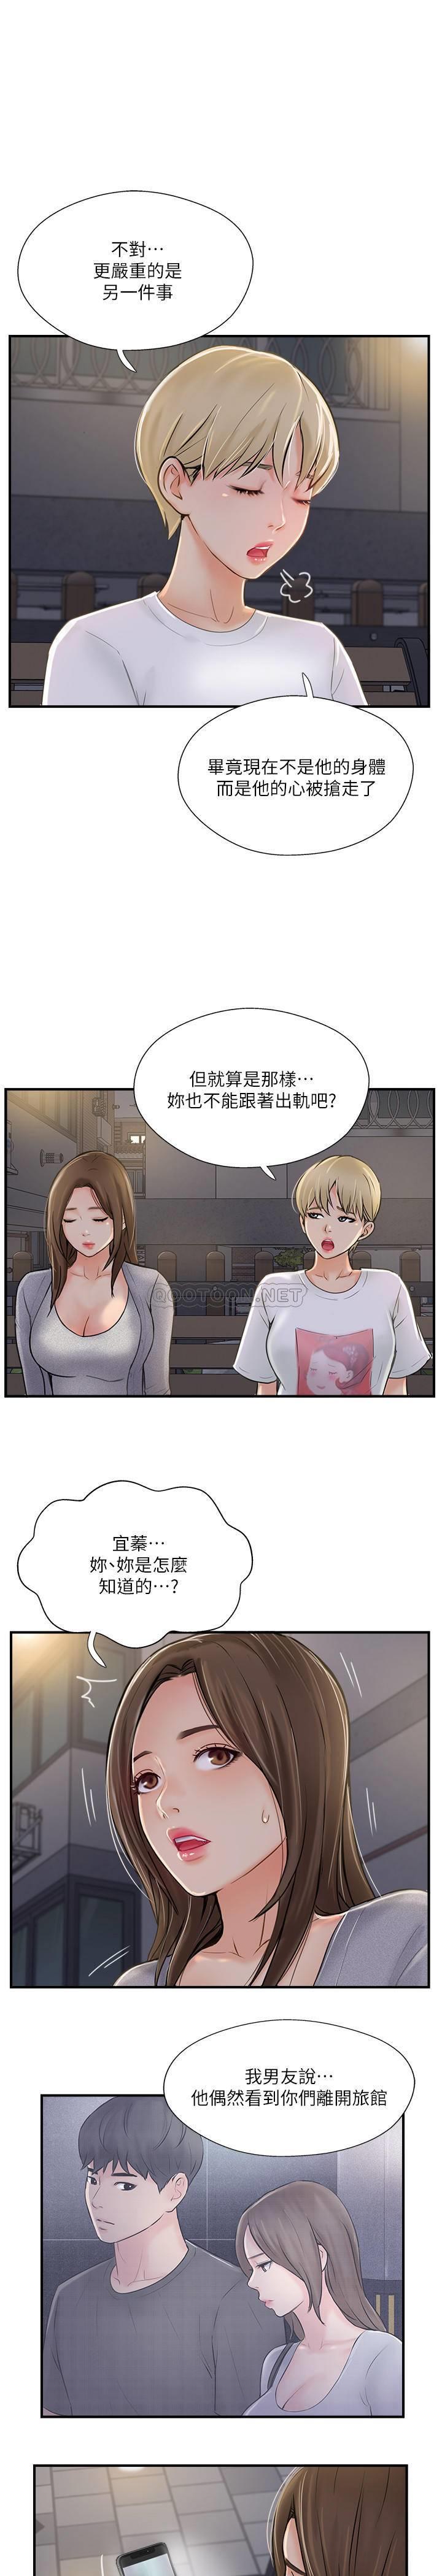 不對⋯
更嚴重的是
另一件事
畢竟現在不是他的身體
而是他的心被搶走了
但就算是那樣⋯
妳也不能跟著出軌吧?
QOOTOON.NET
宜蓁⋯
妳、妳是怎麼
知道的⋯?
我男友說⋯
他偶然看到你們離開旅館